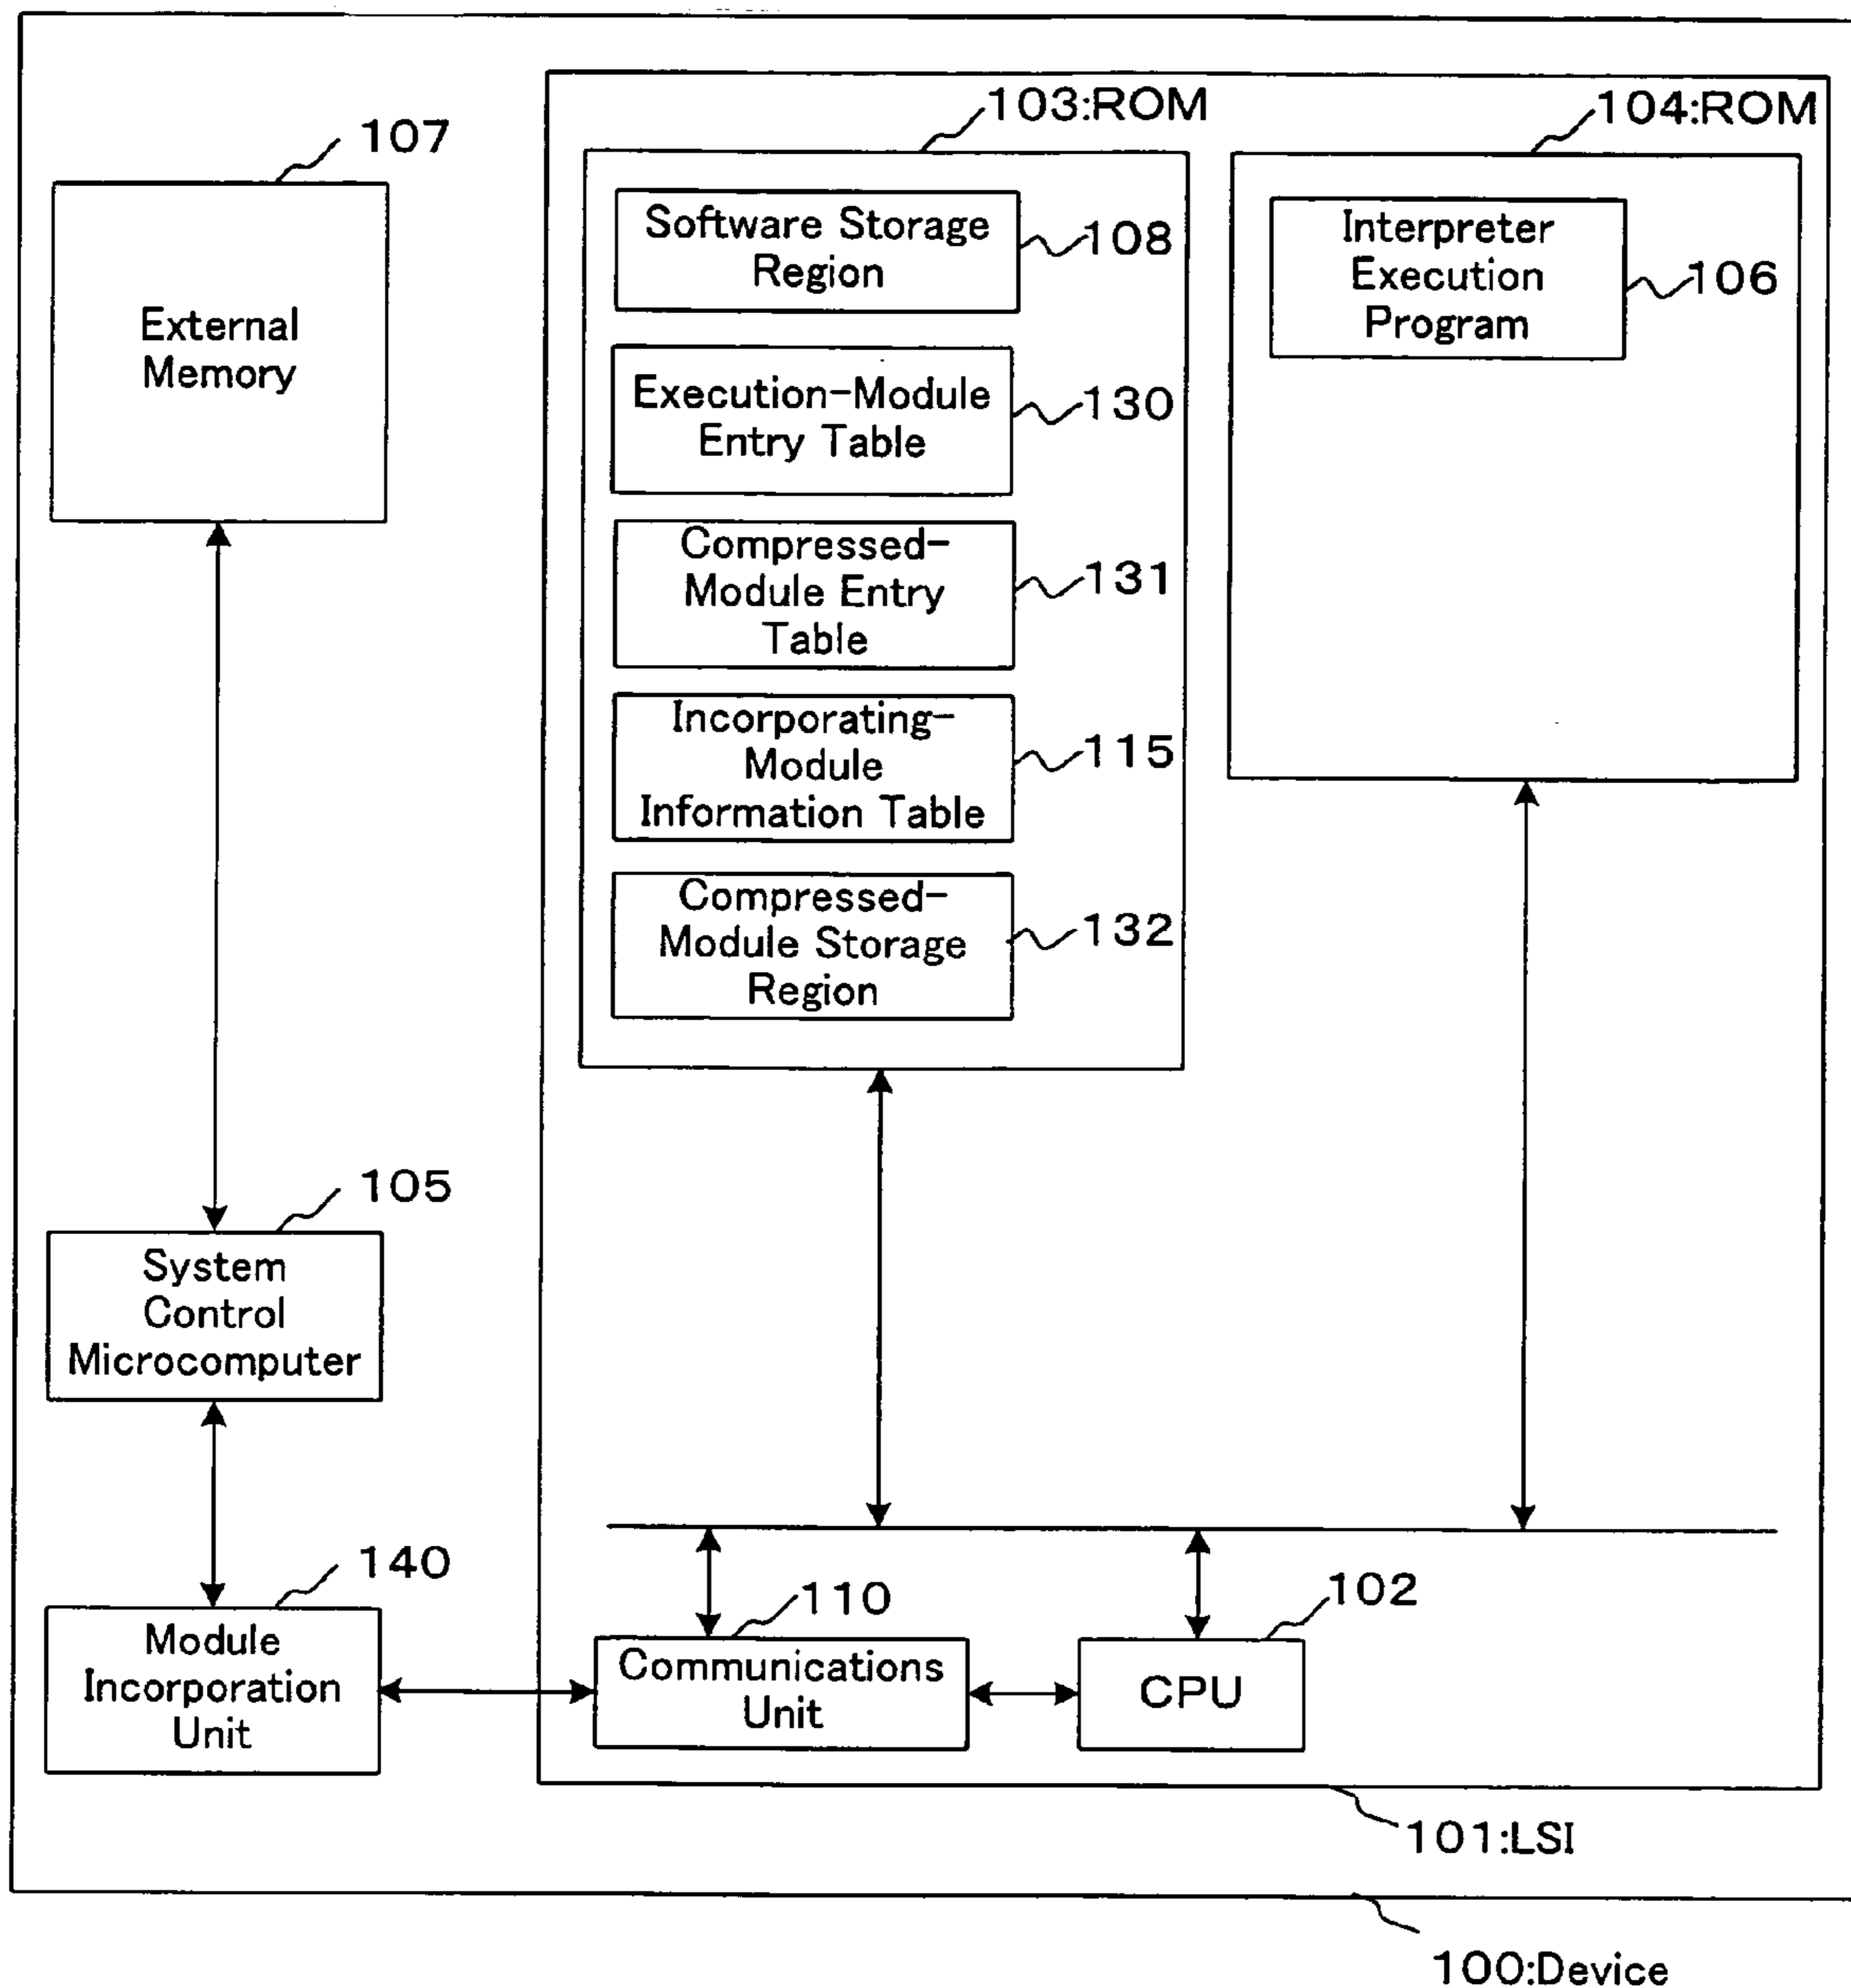 103:ROM
104:ROM
107
External
Memory
Software Storage
Region
108
Execution-Module
Entry Table
130
Compressed-
Module Entry
Table
131
Incorporating-
Module
Information Table
115
Compressed-
Module Storage
Region
132
Interpreter
Execution
Program
106
105
System
Control
Microcomputer
140
Module
Incorporation
Unit
110
Communications
Unit
102
CPU
101:LSI
100:Device